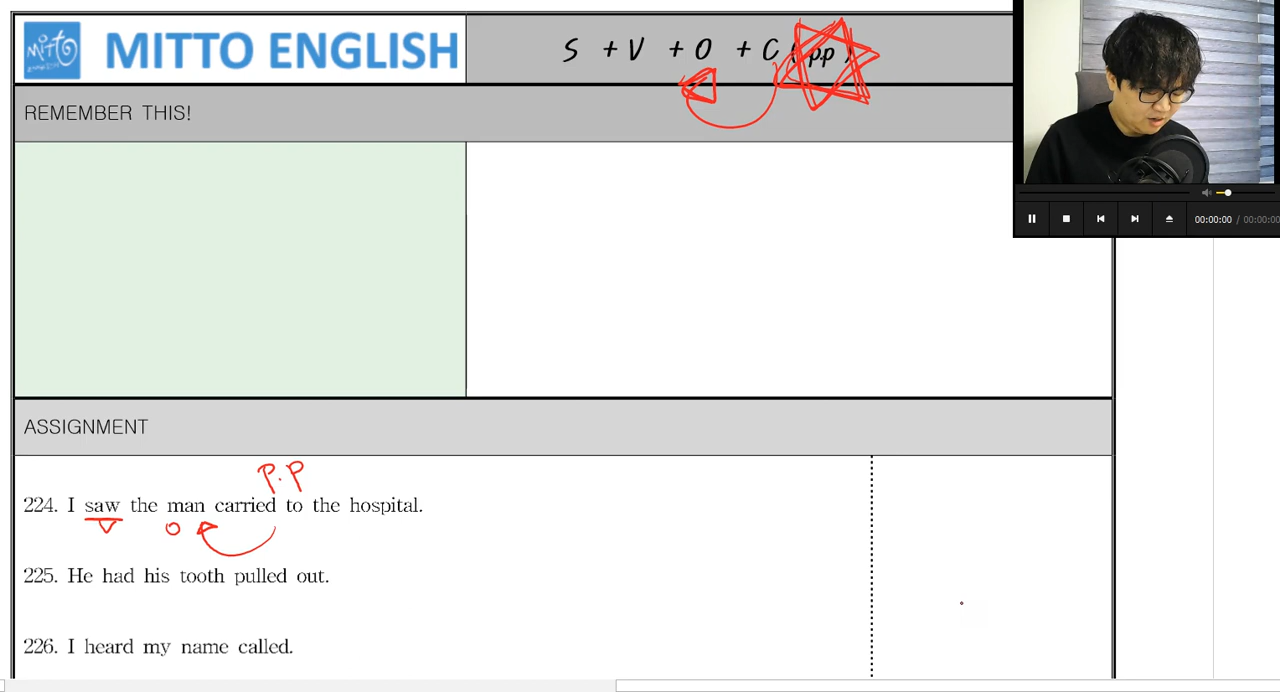 Mitto
MITTO ENGLISH
S + V + O + C (p.p)
REMEMBER THIS!
00:00:00 / 00:00:00
ASSIGNMENT
p.p
224. I saw the man carried to the hospital.
V O
225. He had his tooth pulled out.
226. I heard my name called.